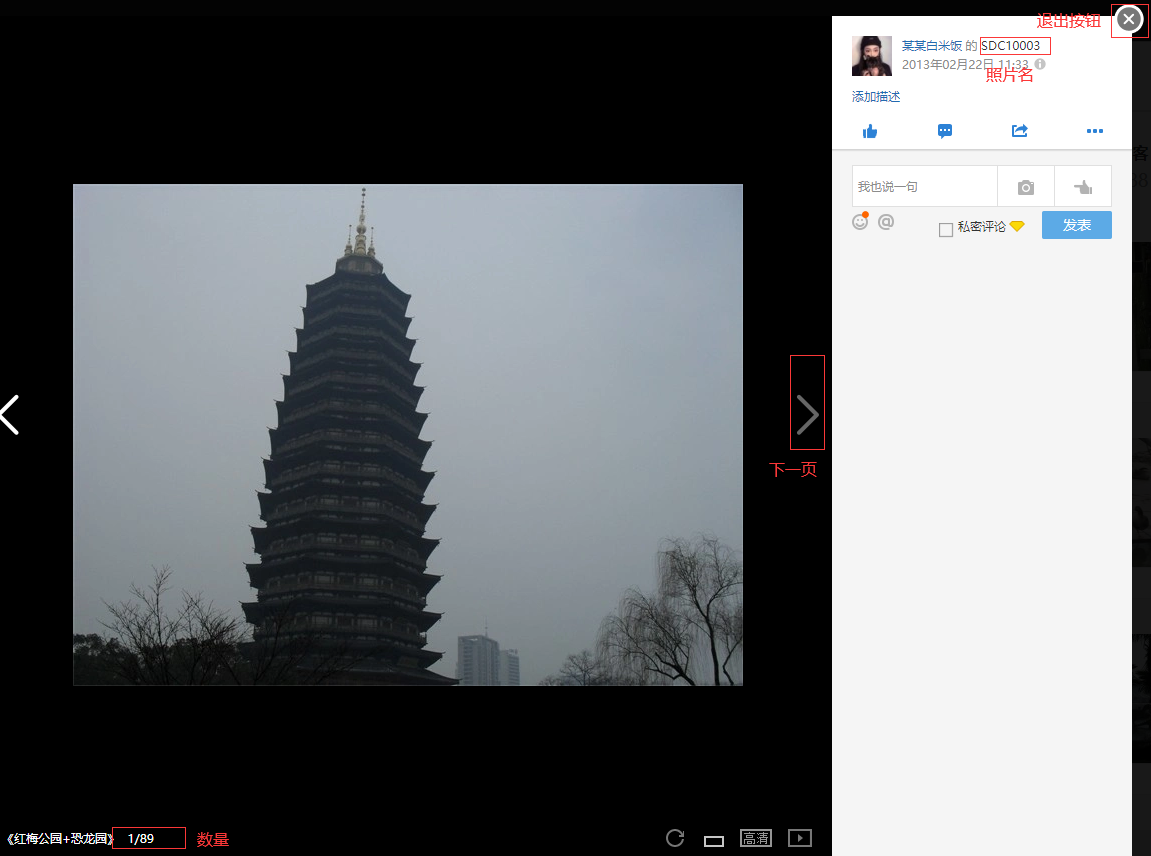 退出按钮
某某白米饭 的 SDC10003
2013年02月22日 11:33
照片名
添加描述
客
我也说一句
私密评论
发表
下一页
《红梅公园+恐龙园》 1/89
数量
高清